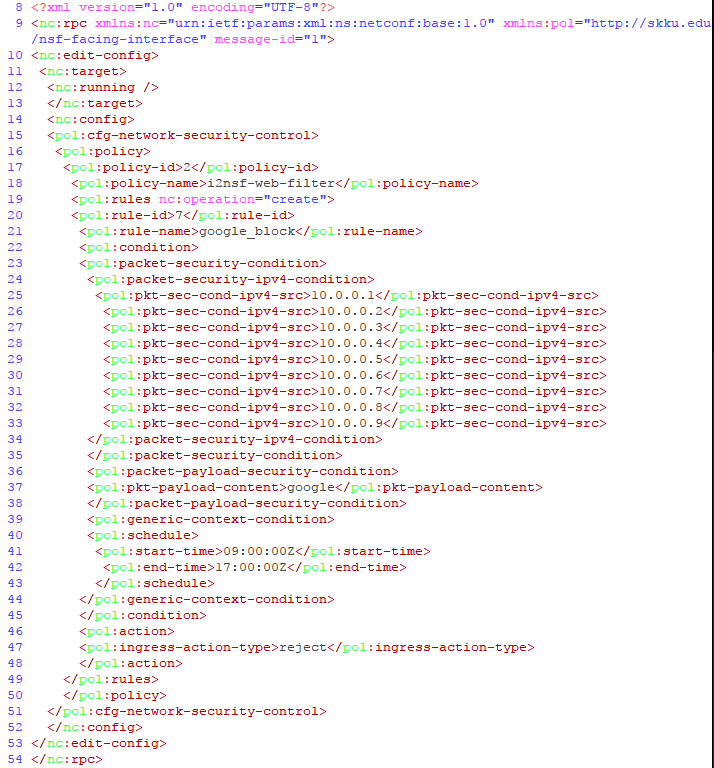 8 <?xml version="1.0" encoding="UTF-8"?>
9 <nc:rpc xmlns:nc="urn:ietf:params:xml:ns:netconf:base:1.0" xmlns:pol="http://skku.edu
/nsf-facing-interface" message-id="1">
10 <nc:edit-config>
11 <nc:target>
12 <nc:running />
13 </nc:target>
14 <nc:config>
15 <pol:cfg-network-security-control>
16 <pol:policy>
17 <pol:policy-id>2</pol:policy-id>
18 <pol:policy-name>i2nsf-web-filter</pol:policy-name>
19 <pol:rules nc:operation="create">
20 <pol:rule-id>7</pol:rule-id>
21 <pol:rule-name>google_block</pol:rule-name>
22 <pol:condition>
23 <pol:packet-security-condition>
24 <pol:packet-security-ipv4-condition>
25 <pol:pkt-sec-cond-ipv4-src>10.0.0.1</pol:pkt-sec-cond-ipv4-src>
26 <pol:pkt-sec-cond-ipv4-src>10.0.0.2</pol:pkt-sec-cond-ipv4-src>
27 <pol:pkt-sec-cond-ipv4-src>10.0.0.3</pol:pkt-sec-cond-ipv4-src>
28 <pol:pkt-sec-cond-ipv4-src>10.0.0.4</pol:pkt-sec-cond-ipv4-src>
29 <pol:pkt-sec-cond-ipv4-src>10.0.0.5</pol:pkt-sec-cond-ipv4-src>
30 <pol:pkt-sec-cond-ipv4-src>10.0.0.6</pol:pkt-sec-cond-ipv4-src>
31 <pol:pkt-sec-cond-ipv4-src>10.0.0.7</pol:pkt-sec-cond-ipv4-src>
32 <pol:pkt-sec-cond-ipv4-src>10.0.0.8</pol:pkt-sec-cond-ipv4-src>
33 <pol:pkt-sec-cond-ipv4-src>10.0.0.9</pol:pkt-sec-cond-ipv4-src>
34 </pol:packet-security-ipv4-condition>
35 </pol:packet-security-condition>
36 <pol:packet-payload-security-condition>
37 <pol:pkt-payload-content>google</pol:pkt-payload-content>
38 </pol:packet-payload-security-condition>
39 <pol:generic-context-condition>
40 <pol:schedule>
41 <pol:start-time>09:00:00Z</pol:start-time>
42 <pol:end-time>17:00:00Z</pol:end-time>
43 </pol:schedule>
44 </pol:generic-context-condition>
45 </pol:condition>
46 <pol:action>
47 <pol:ingress-action-type>reject</pol:ingress-action-type>
48 </pol:action>
49 </pol:rules>
50 </pol:policy>
51 </pol:cfg-network-security-control>
52 </nc:config>
53 </nc:edit-config>
54 </nc:rpc>